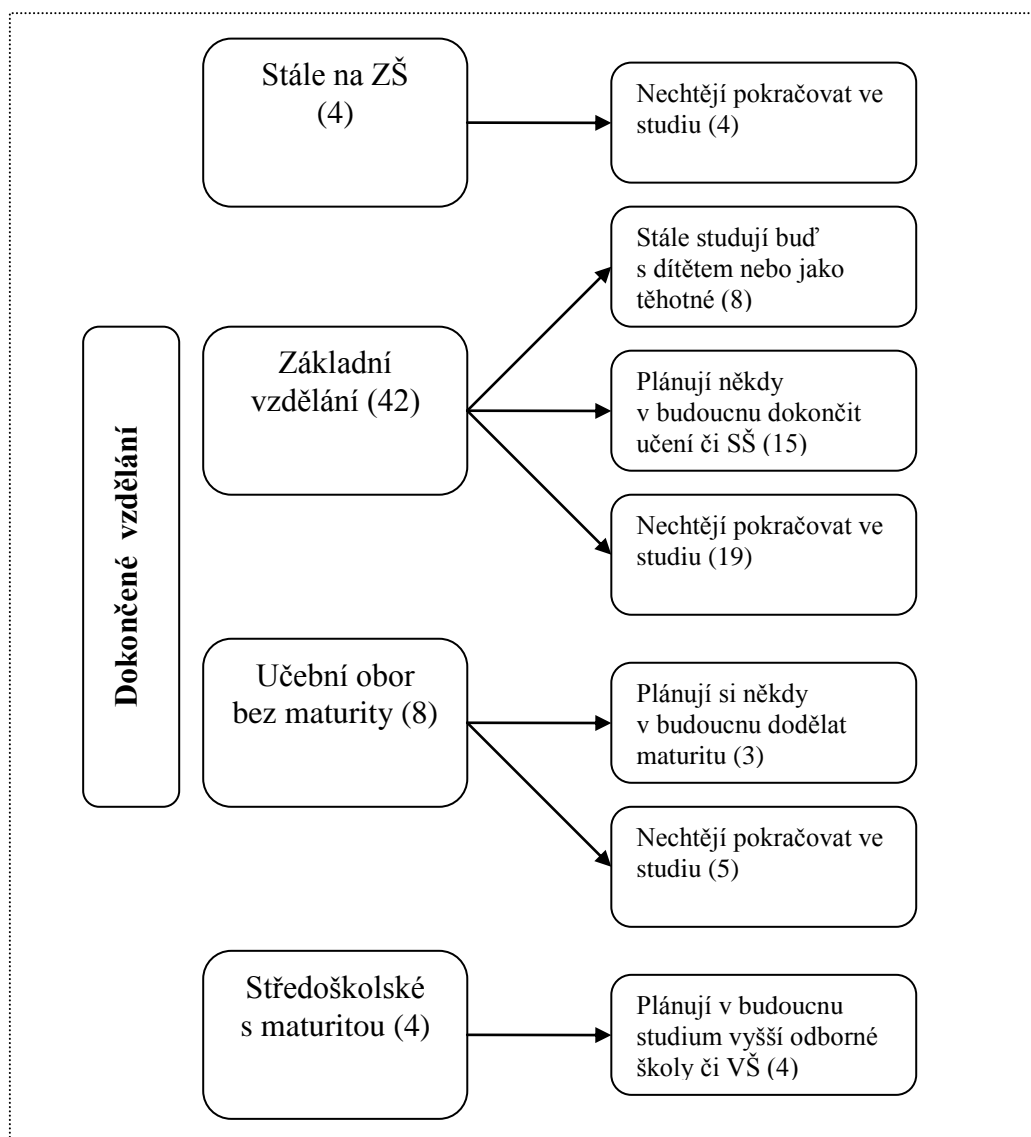 Stále na ZŠ
(4)
Nechtějí pokračovat ve
studiu (4)
Dokončené vzdělání
Základní
vzdělání (42)
Stále studují buď
s dítětem nebo jako
těhotné (8)
Plánují někdy
v budoucnu dokončit
učení či SŠ (15)
Nechtějí pokračovat ve
studiu (19)
Učební obor
bez maturity (8)
Plánují si někdy
v budoucnu dodělat
maturitu (3)
Nechtějí pokračovat ve
studiu (5)
Středoškolské
s maturitou (4)
Plánují v budoucnu
studium vyšší odborné
školy či VŠ (4)